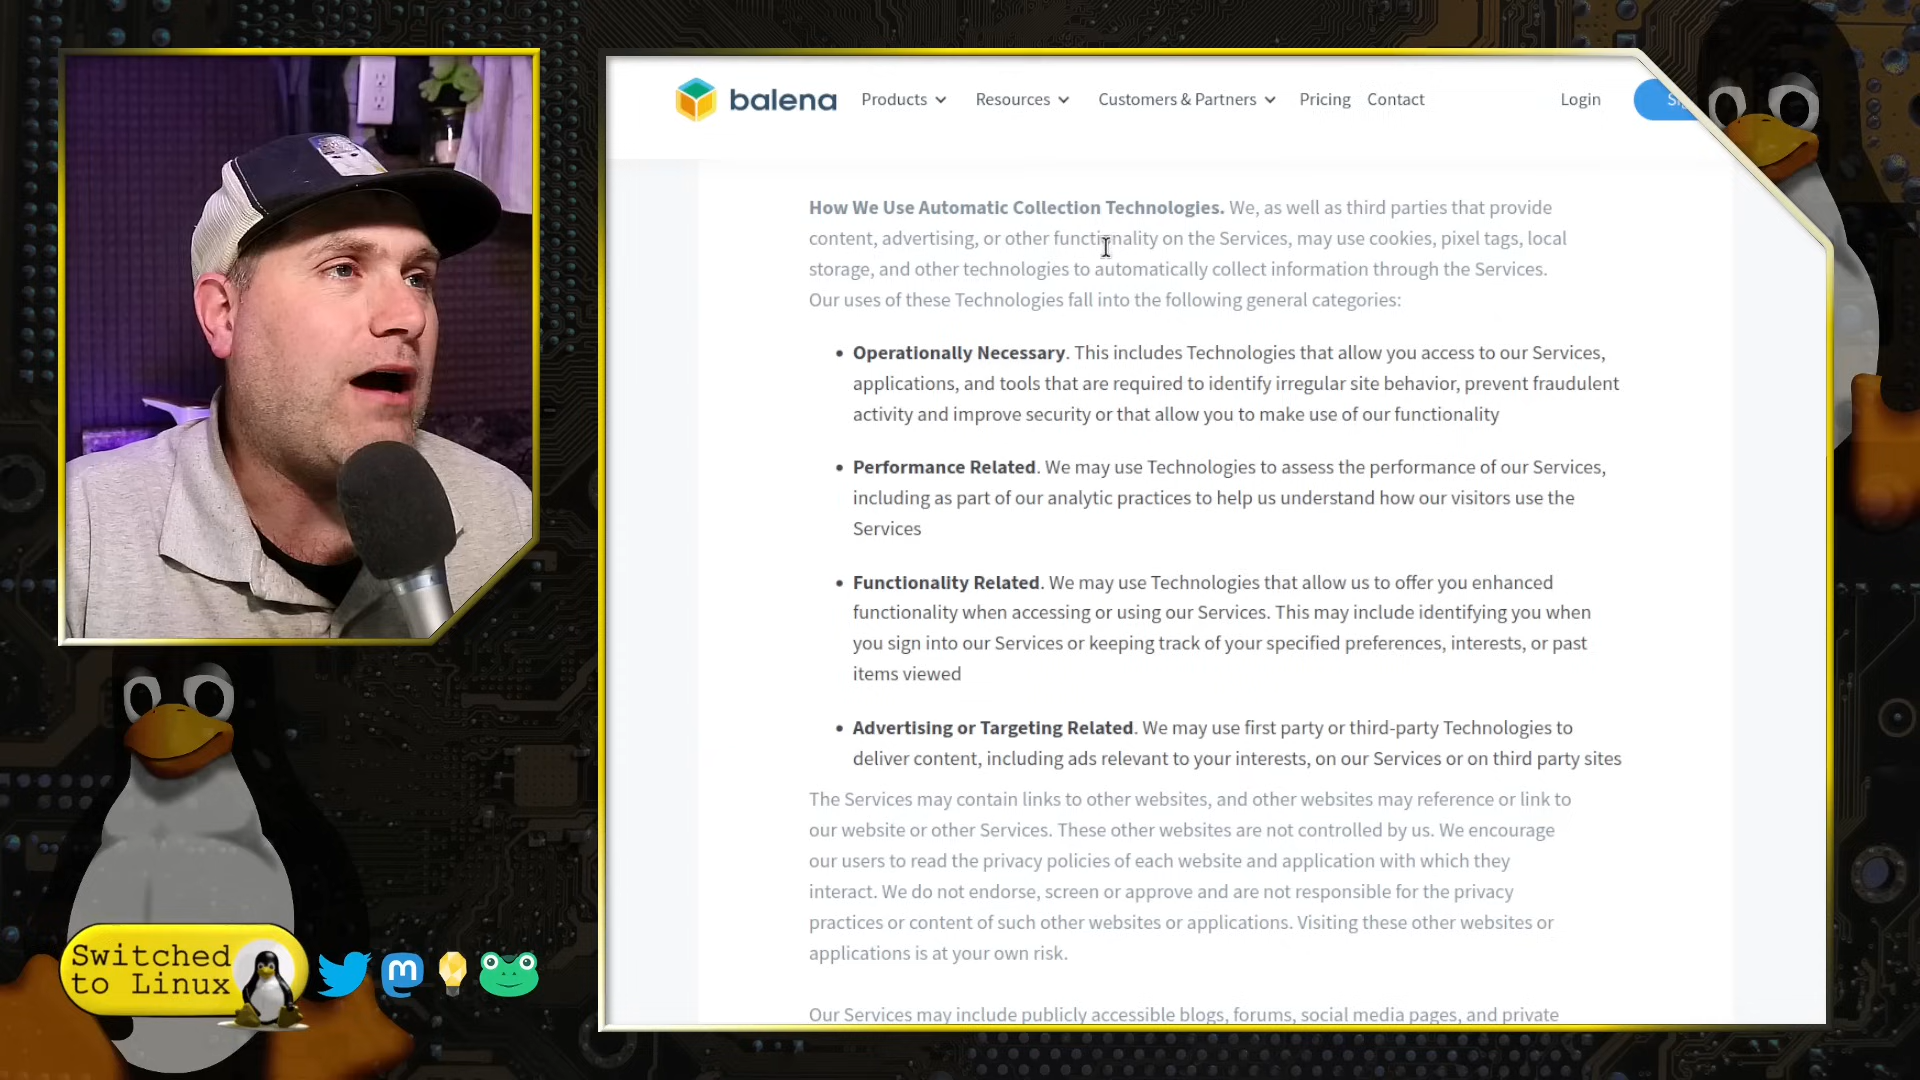 balena
Products
Resources
Customers & Partners
Pricing
Contact
Login
How We Use Automatic Collection Technologies. We, as well as third parties that provide
content, advertising, or other functionality on the Services, may use cookies, pixel tags, local
storage, and other technologies to automatically collect information through the Services.
Our uses of these Technologies fall into the following general categories:
• Operationally Necessary. This includes Technologies that allow you access to our Services,
applications, and tools that are required to identify irregular site behavior, prevent fraudulent
activity and improve security or that allow you to make use of our functionality
• Performance Related. We may use Technologies to assess the performance of our Services,
including as part of our analytic practices to help us understand how our visitors use the
Services
• Functionality Related. We may use Technologies that allow us to offer you enhanced
functionality when accessing or using our Services. This may include identifying you when
you sign into our Services or keeping track of your specified preferences, interests, or past
items viewed
• Advertising or Targeting Related. We may use first party or third-party Technologies to
deliver content, including ads relevant to your interests, on our Services or on third party sites
The Services may contain links to other websites, and other websites may reference or link to
our website or other Services. These other websites are not controlled by us. We encourage
our users to read the privacy policies of each website and application with which they
interact. We do not endorse, screen or approve and are not responsible for the privacy
practices or content of such other websites or applications. Visiting these other websites or
applications is at your own risk.
Our Services may include publicly accessible blogs, forums, social media pages, and private
Switched
to Linux